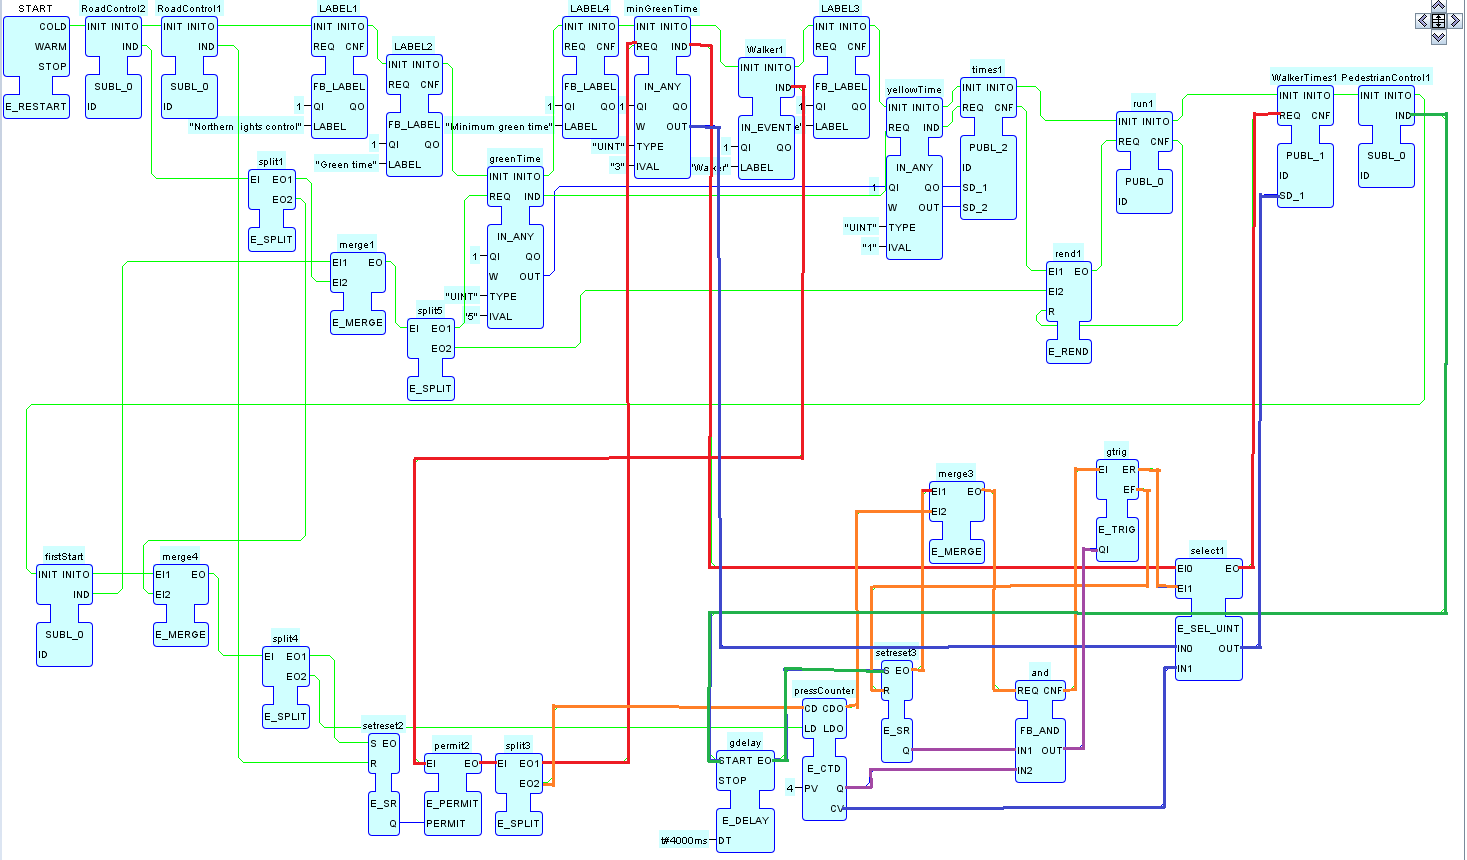 START
COLD
WARM
STOP
E_RESTART
RoadControl2
INIT INITO
IND
SUBL_0
ID
RoadControl1
INIT INITO
IND
SUBL_0
ID
LABEL1
INIT INITO
REQ CNF
FB_LABEL
1 QI QO
"Northern lights control" LABEL
LABEL2
INIT INITO
REQ CNF
FB_LABEL
1 QI QO
"Green time" LABEL
LABEL4
INIT INITO
REQ CNF
FB_LABEL
1 QI QO
"Minimum green time" LABEL
minGreenTime
INIT INITO
REQ IND
IN_ANY
1 QI QO
W OUT
"UINT" TYPE
"3" IVAL
Walker1
INIT INITO
IND
IN_EVENT
1 QI QO
"Walker" LABEL
LABEL3
INIT INITO
REQ CNF
FB_LABEL
1 QI QO
LABEL
yellowTime
INIT INITO
REQ IND
IN_ANY
1 QI QO
W OUT
"UINT" TYPE
"1" IVAL
times1
INIT INITO
REQ CNF
PUBL_2
ID
SD_1
SD_2
run1
INIT INITO
REQ CNF
PUBL_0
ID
WalkerTimes1
INIT INITO
REQ CNF
PUBL_1
ID
SD_1
PedestrianControl1
INIT INITO
IND
SUBL_0
ID
split1
EI EO1
EO2
E_SPLIT
greenTime
INIT INITO
REQ IND
IN_ANY
1 QI QO
W OUT
"UINT" TYPE
"5" IVAL
merge1
EI1 EO
EI2
E_MERGE
split5
EI EO1
EO2
E_SPLIT
rend1
EI1 EO
EI2
R
E_REND
merge3
EI1 EO
EI2
E_MERGE
gtrig
EI ER
EF
E_TRIG
QI
select1
EI0 EO
EI1
E_SEL_UINT
IN0 OUT
IN1
firstStart
INIT INITO
IND
SUBL_0
ID
merge4
EI1 EO
EI2
E_MERGE
split4
EI EO1
EO2
E_SPLIT
setreset2
S EO
R
E_SR
Q
permit2
EI EO
E_PERMIT
PERMIT
split3
EI EO1
EO2
E_SPLIT
gdelay
START EO
STOP
E_DELAY
t#4000ms DT
pressCounter
CD CDO
LD LDO
E_CTD
4 PV Q
CV
setreset3
S EO
R
E_SR
Q
and
REQ CNF
FB_AND
IN1 OUT
IN2